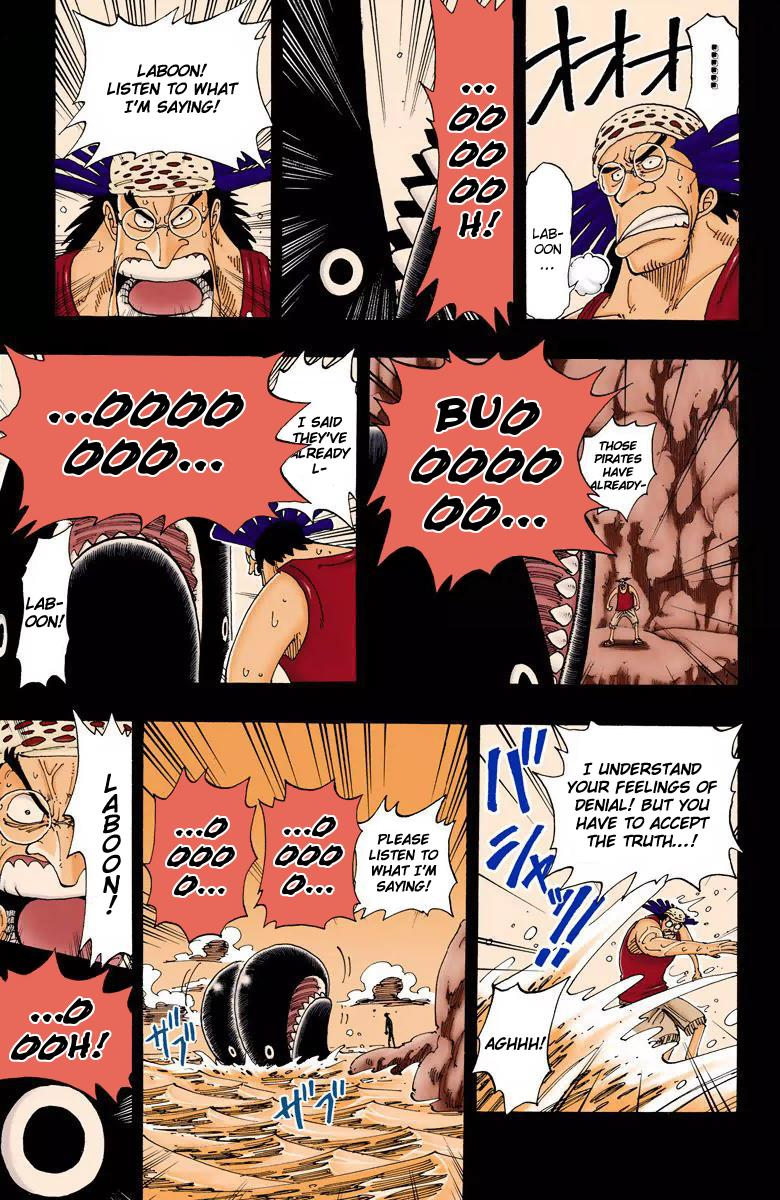 ............
オオオ
LAB-
OON
...
...
OO
OO
OO
H!
LABOON!
LISTEN TO WHAT
I'M SAYING!
THOSE
PIRATES
HAVE
ALREADY-
BUO
OOOO
OO...
I SAID
THEY'VE
ALREADY
L-
...OOOO
OOO...
LAB-
OON!
I UNDERSTAND
YOUR FEELINGS OF
DENIAL! BUT YOU
HAVE TO ACCEPT
THE TRUTH...!
バシャッ!!
AGHHH!
PLEASE
LISTEN TO
WHAT I'M
SAYING!
...O
OOO
O...
...O
OOO
O...
ザザ
ザブ
LABOON!
...O
OOH!